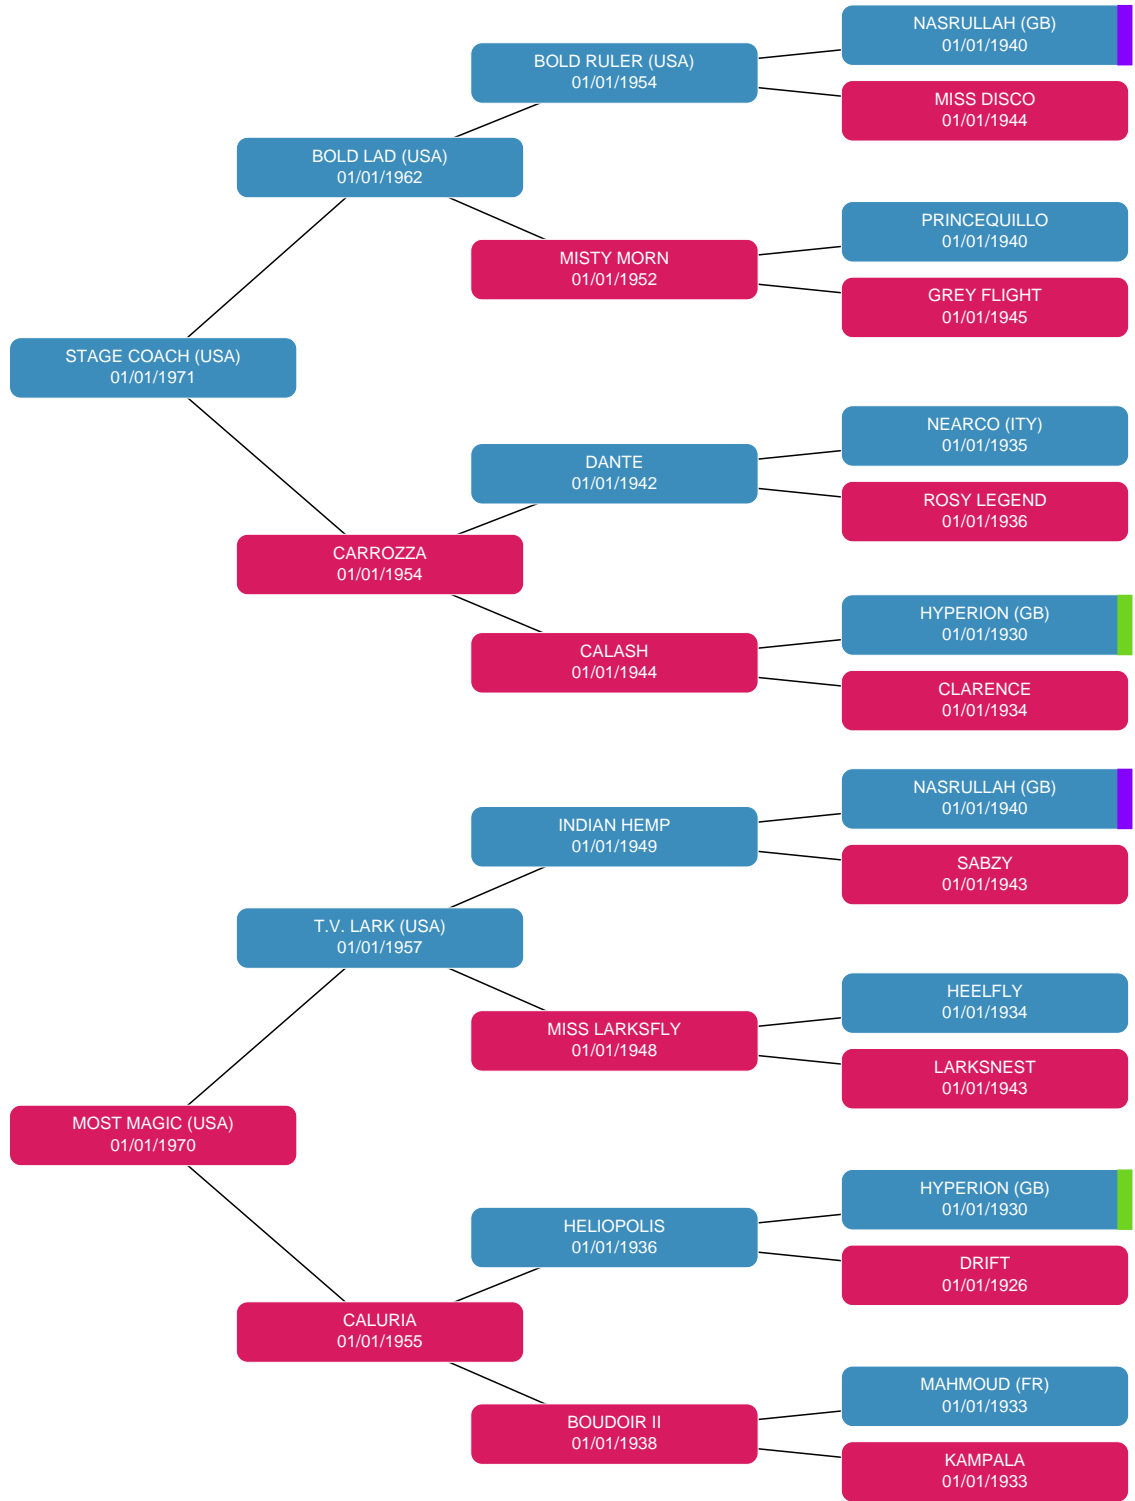 NASRULLAH (GB)
01/01/1940
BOLD RULER (USA)
01/01/1954
MISS DISCO
01/01/1944
BOLD LAD (USA)
01/01/1962
PRINCEQUILLO
01/01/1940
MISTY MORN
01/01/1952
GREY FLIGHT
01/01/1945
STAGE COACH (USA)
01/01/1971
NEARCO (ITY)
01/01/1935
DANTE
01/01/1942
ROSY LEGEND
01/01/1936
CARROZZA
01/01/1954
HYPERION (GB)
01/01/1930
CALASH
01/01/1944
CLARENCE
01/01/1934
NASRULLAH (GB)
01/01/1940
INDIAN HEMP
01/01/1949
SABZY
01/01/1943
T.V. LARK (USA)
01/01/1957
HEELFLY
01/01/1934
MISS LARKSFLY
01/01/1948
LARKSNEST
01/01/1943
MOST MAGIC (USA)
01/01/1970
HYPERION (GB)
01/01/1930
HELIOPOLIS
01/01/1936
DRIFT
01/01/1926
CALURIA
01/01/1955
MAHMOUD (FR)
01/01/1933
BOUDOIR II
01/01/1938
KAMPALA
01/01/1933